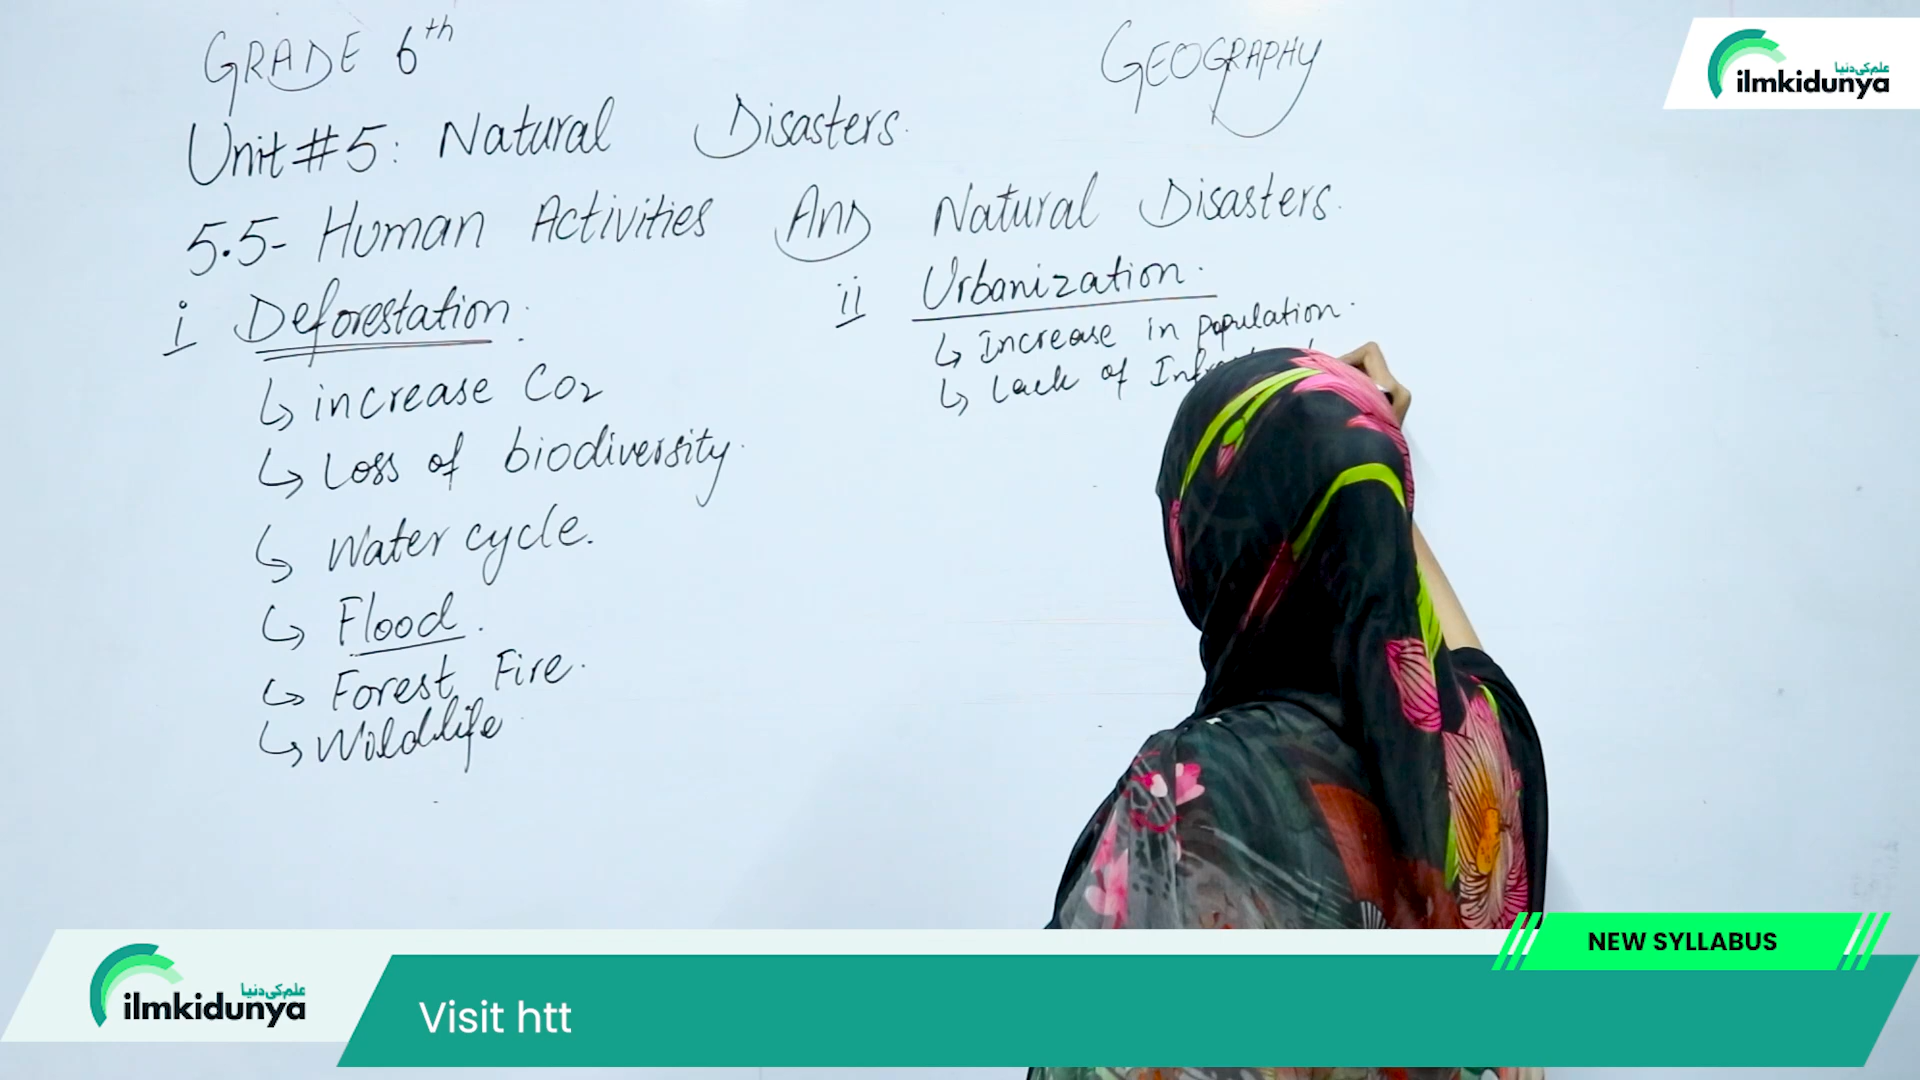 GRADE 6th
GEOGRAPHY
علم کی دنیا
ilmkidunya
Unit #5: Natural Disasters.
5.5- Human Activities And Natural Disasters.
i Deforestation.
↳ increase Co2
↳ Loss of biodiversity.
↳ Water cycle.
↳ Flood.
↳ Forest Fire.
↳ Wildlife
ii Urbanization.
↳ Increase in population.
↳ Lack of
NEW SYLLABUS
علم کی دنیا
ilmkidunya
Visit htt